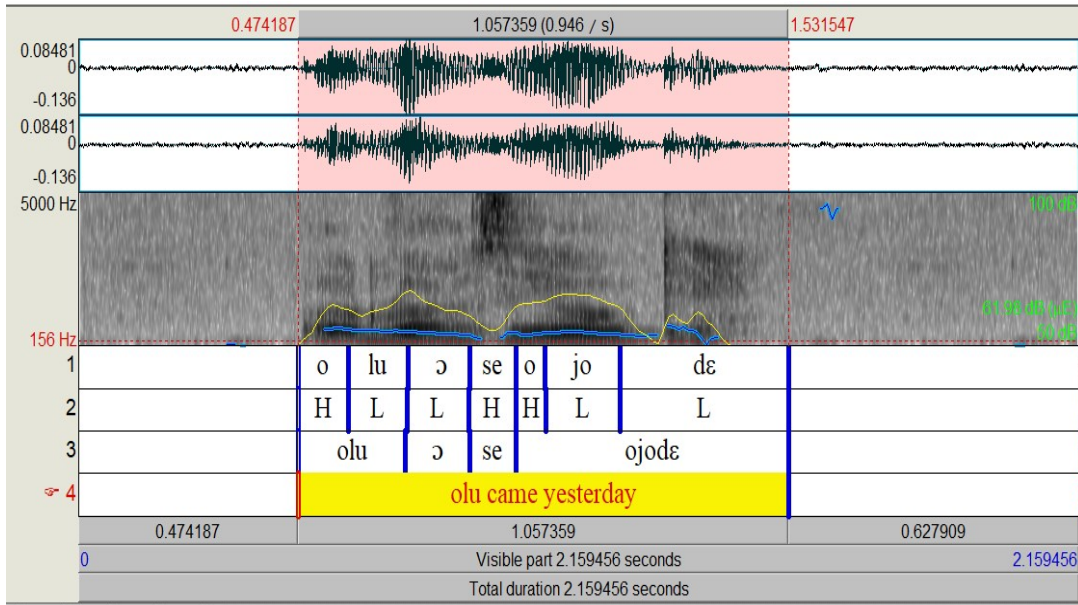 0.474187 1.057359 (0.946 / s) 1.531547
0.08481
0
-0.136
0.08481
0
-0.136
5000 Hz 100 dB
156 Hz
1 o lu ɔ se o jo dɛ
2 H L L H H L L
3 olu ɔ se ojodɛ
4 olu came yesterday
0.474187 1.057359 0.627909
0 Visible part 2.159456 seconds 2.159456
Total duration 2.159456 seconds